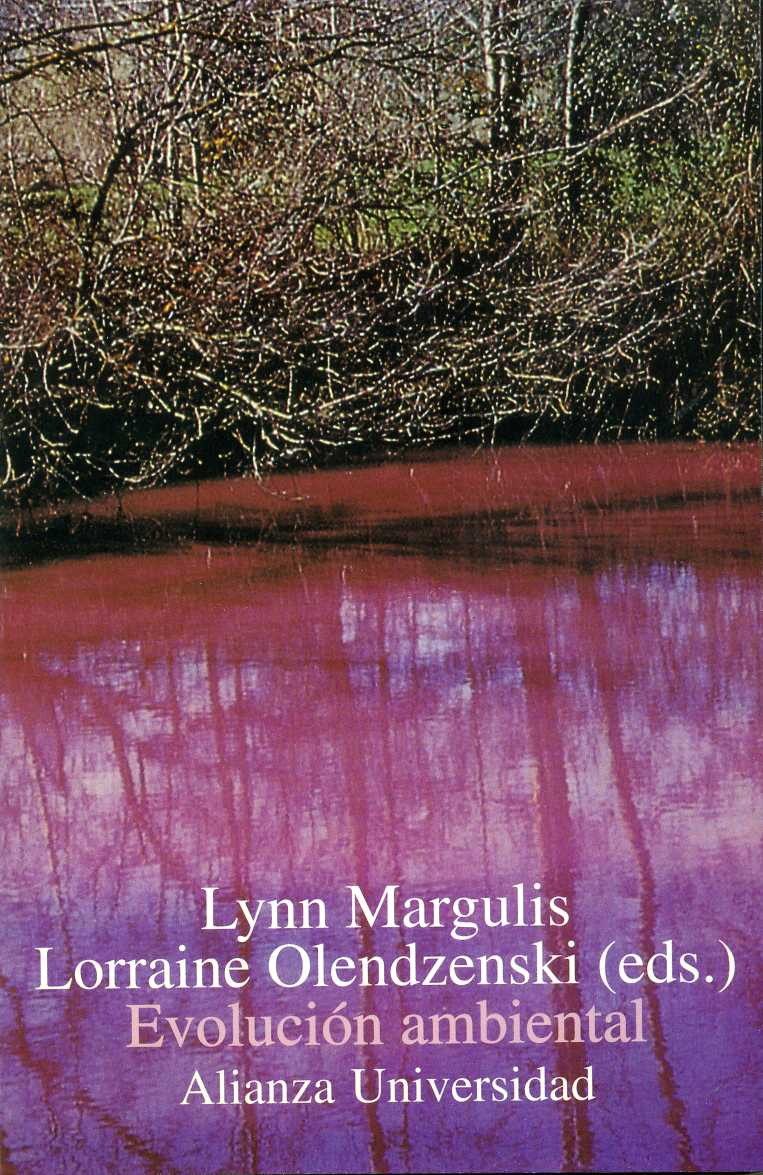 Lynn Margulis
Lorraine Olendzenski (eds.)
Evolución ambiental
Alianza Universidad